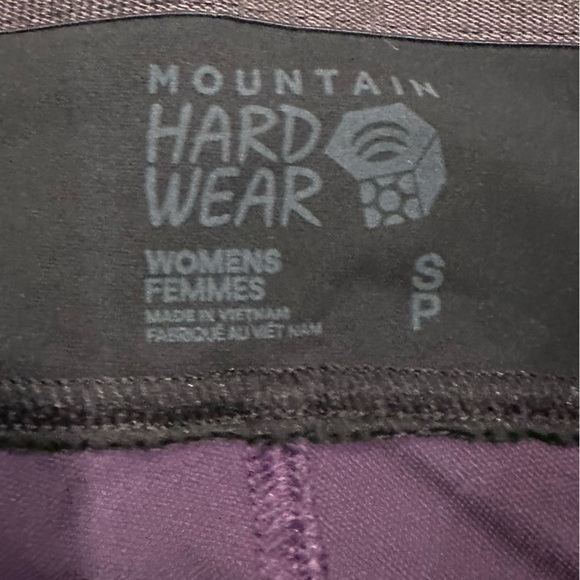 MOUNTAIN
HARD
WEAR
WOMENS
FEMMES
MADE IN VIETNAM
FABRIQUÉ AU VIET NAM
S
P